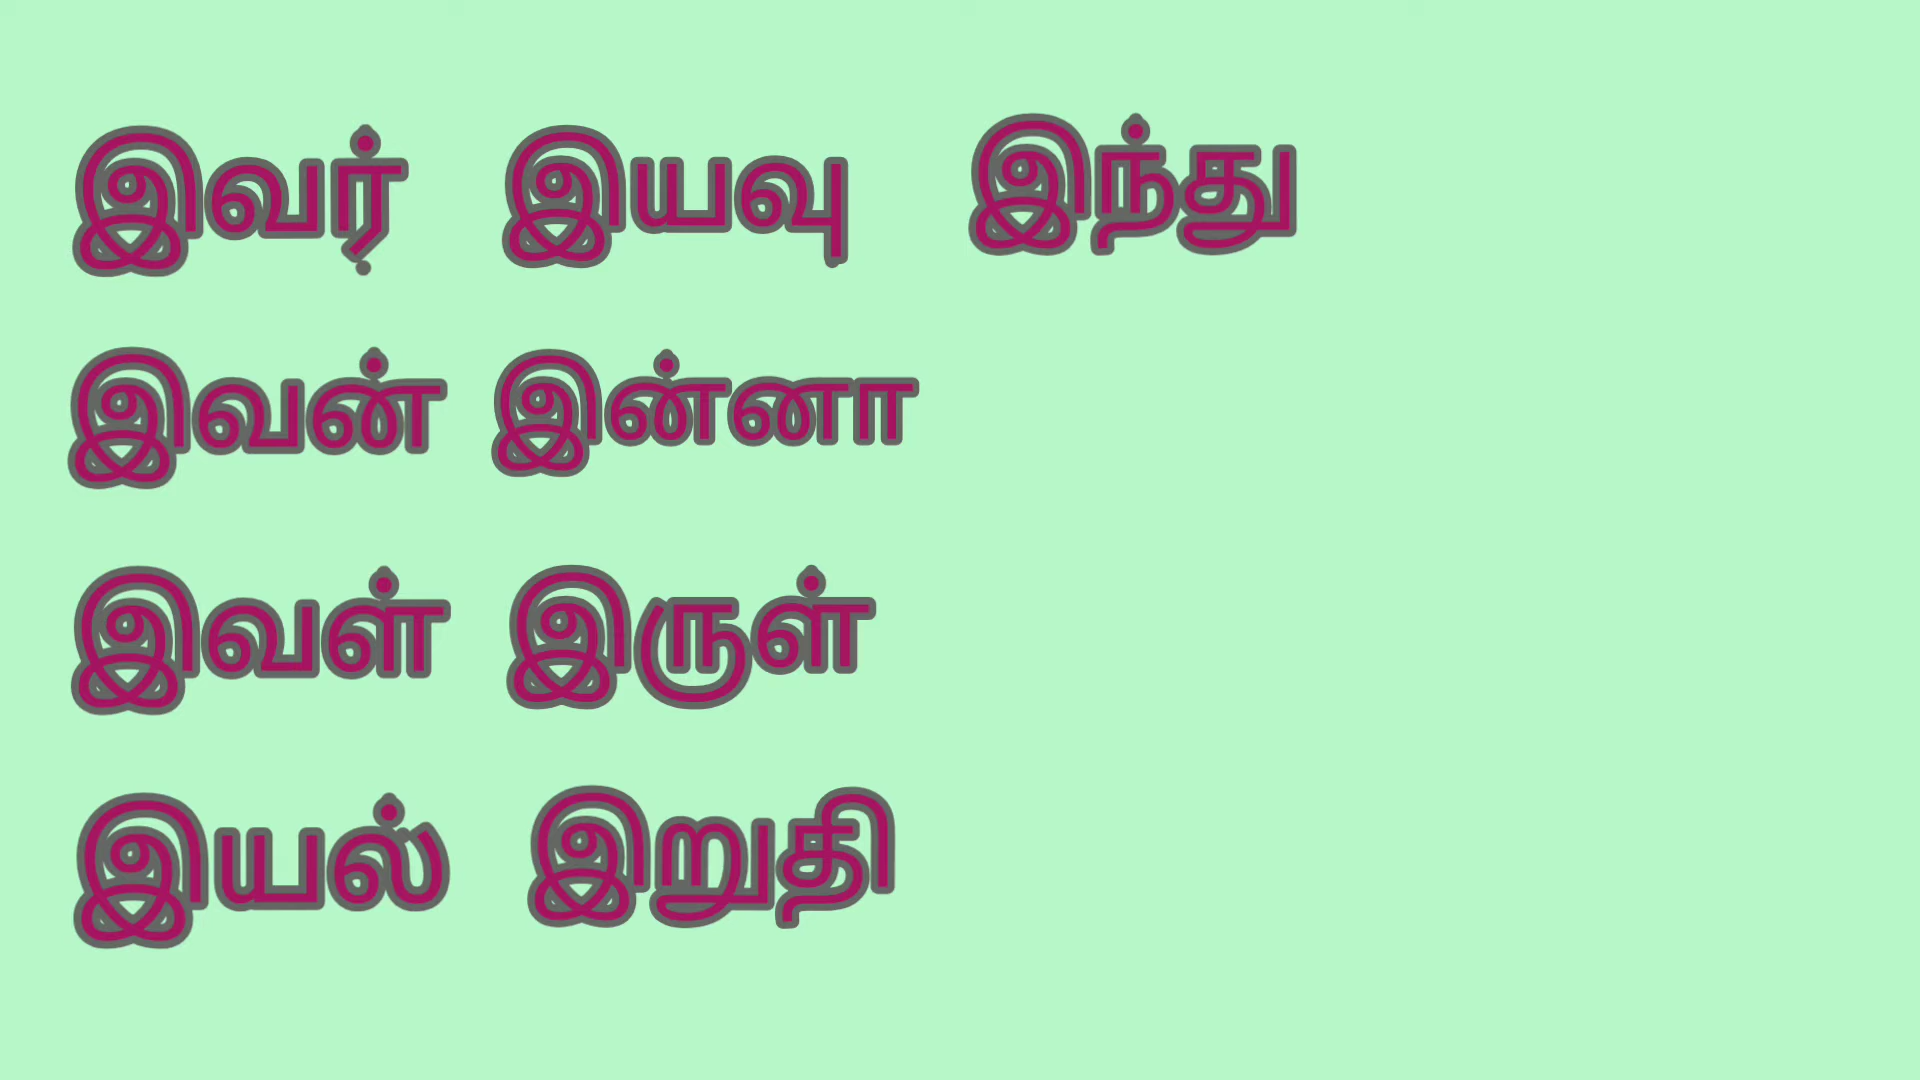 இவர் இயவு இந்து
இவன் இன்னா
இவள் இருள்
இயல் இறுதி